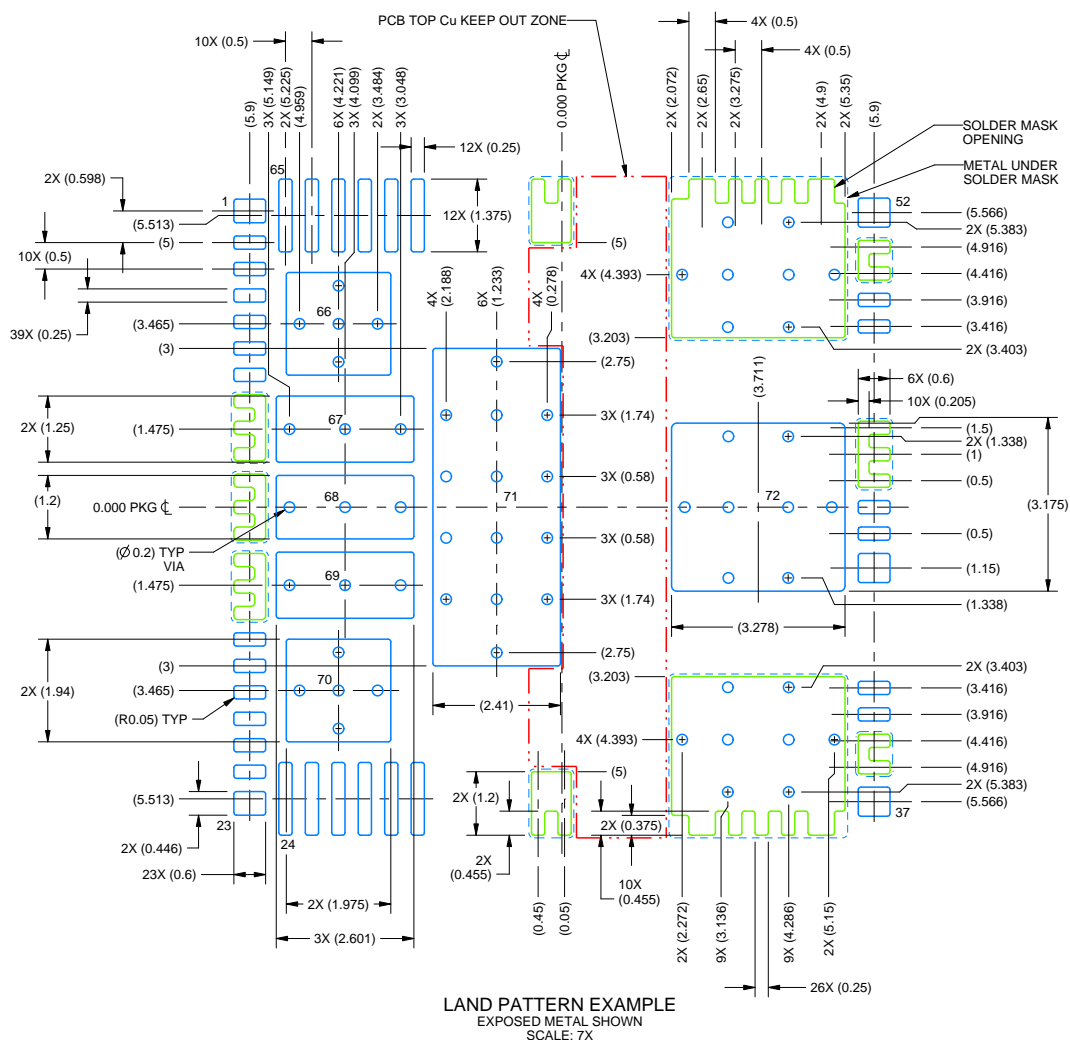 PCB TOP Cu KEEP OUT ZONE
4X (0.5)
10X (0.5)
4X (0.5)
(5.9)
3X (5.149)
2X (5.225)
(4.959)
6X (4.221)
3X (4.099)
2X (3.484)
3X (3.048)
0.000 PKG ℄
2X (2.072)
2X (2.65)
2X (3.275)
2X (4.9)
2X (5.35)
(5.9)
SOLDER MASK
OPENING
METAL UNDER
SOLDER MASK
12X (0.25)
65
2X (0.598)
1
52
(5.513)
12X (1.375)
(5.566)
2X (5.383)
(5)
(5)
(4.916)
10X (0.5)
4X (2.188)
6X (1.233)
4X (0.278)
4X (4.393)
(4.416)
39X (0.25)
(3.916)
(3.465)
66
(3.416)
(3)
(3.203)
2X (3.403)
(2.75)
(3.711)
6X (0.6)
10X (0.205)
2X (1.25)
(1.475)
67
3X (1.74)
(1.5)
2X (1.338)
(1)
(1.2)
3X (0.58)
(0.5)
0.000 PKG ℄
68
71
72
(3.175)
(Ø 0.2) TYP
VIA
3X (0.58)
(0.5)
(1.475)
69
3X (1.74)
(1.15)
(1.338)
(3.278)
(2.75)
(3)
(3.203)
2X (3.403)
2X (1.94)
(3.465)
70
(3.416)
(R0.05) TYP
(2.41)
(3.916)
4X (4.393)
(4.416)
(5)
(4.916)
2X (5.383)
(5.513)
2X (1.2)
(5.566)
23
24
37
2X (0.446)
2X (0.375)
23X (0.6)
2X
(0.455)
10X
(0.455)
2X (1.975)
(0.45)
(0.05)
2X (2.272)
9X (3.136)
9X (4.286)
2X (5.15)
3X (2.601)
26X (0.25)
LAND PATTERN EXAMPLE
EXPOSED METAL SHOWN
SCALE: 7X